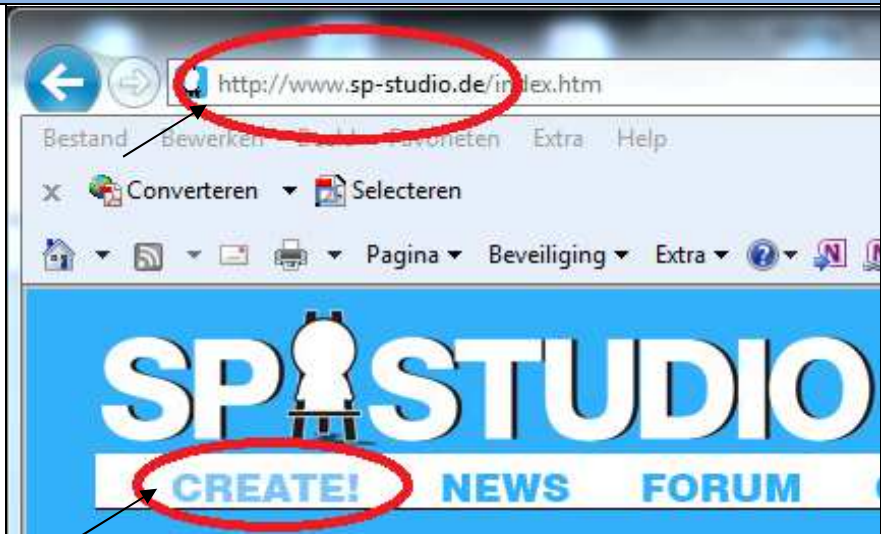 http://www.sp-studio.de/index.htm
Bestand Bewerken Favorieten Extra Help
x Converteren Selecteren
Pagina Beveiliging Extra
SP STUDIO
CREATE! NEWS FORUM